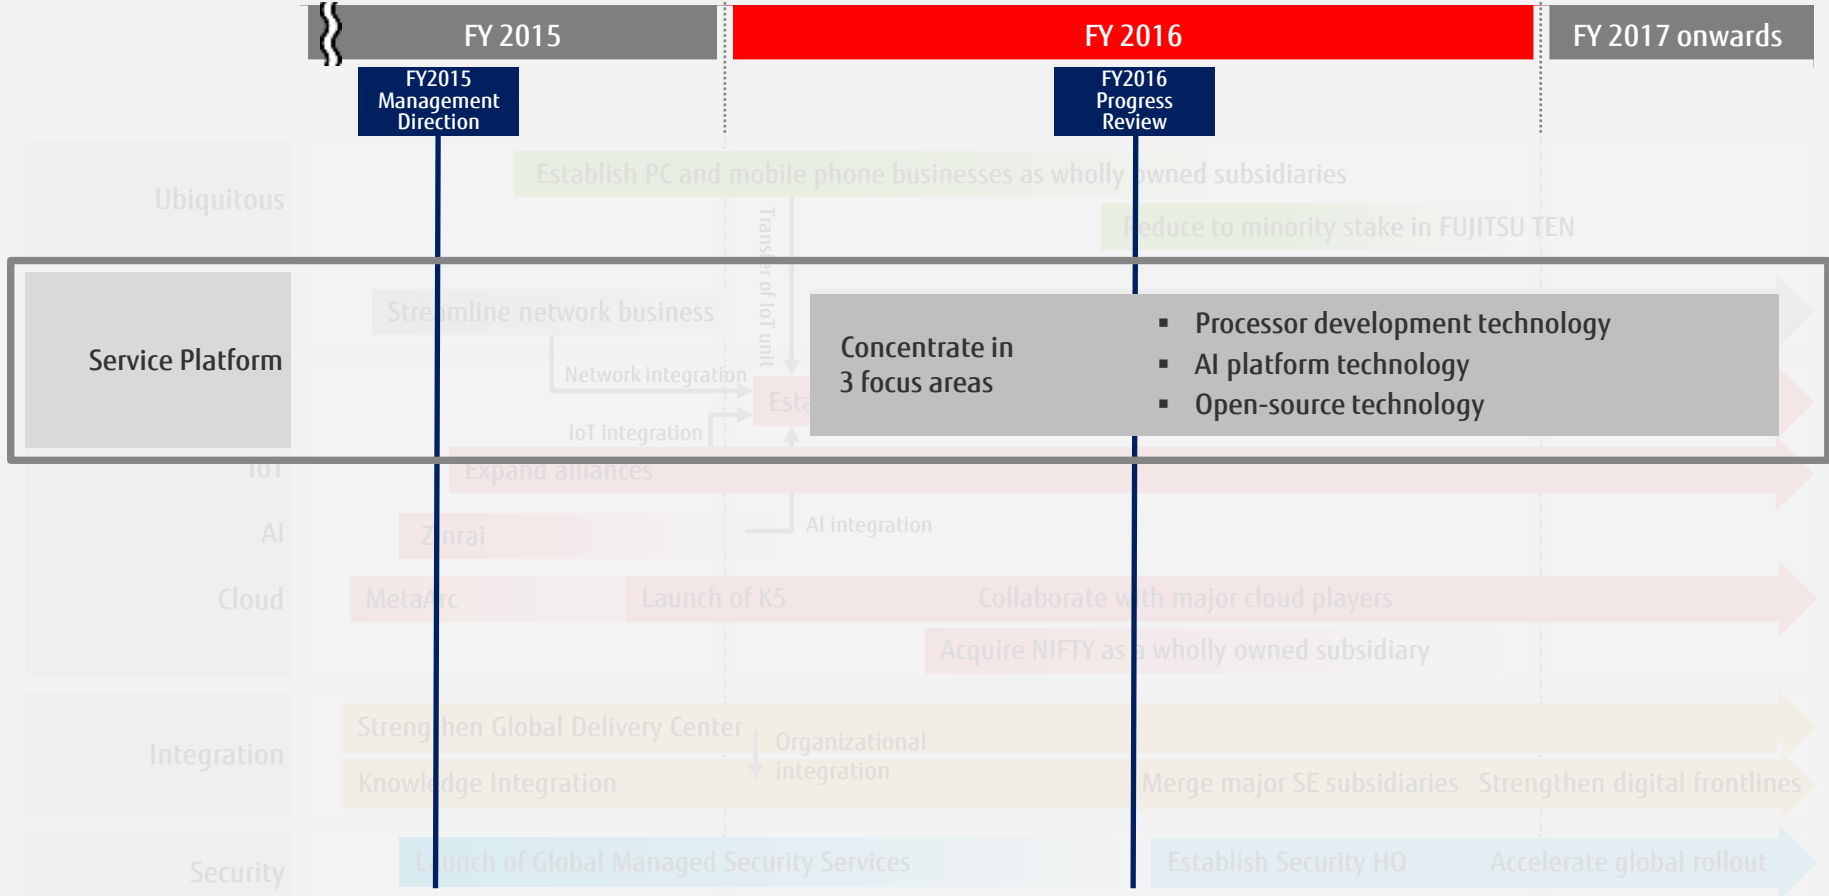 FY 2015
FY 2016
FY 2017 onwards
FY2015
Management
Direction
FY2016
Progress
Review
Ubiquitous
Establish PC and mobile phone businesses as wholly owned subsidiaries
Reduce to minority stake in FUJITSU TEN
Transfer of IoT unit
Service Platform
Streamline network business
Network integration
IoT integration
Concentrate in
3 focus areas
▪ Processor development technology
▪ AI platform technology
▪ Open-source technology
IoT
Expand alliances
AI
Zinrai
AI integration
Cloud
MetaArc
Launch of K5
Collaborate with major cloud players
Acquire NIFTY as a wholly owned subsidiary
Integration
Strengthen Global Delivery Center
Organizational
integration
Knowledge Integration
Merge major SE subsidiaries
Strengthen digital frontlines
Security
Launch of Global Managed Security Services
Establish Security HQ
Accelerate global rollout